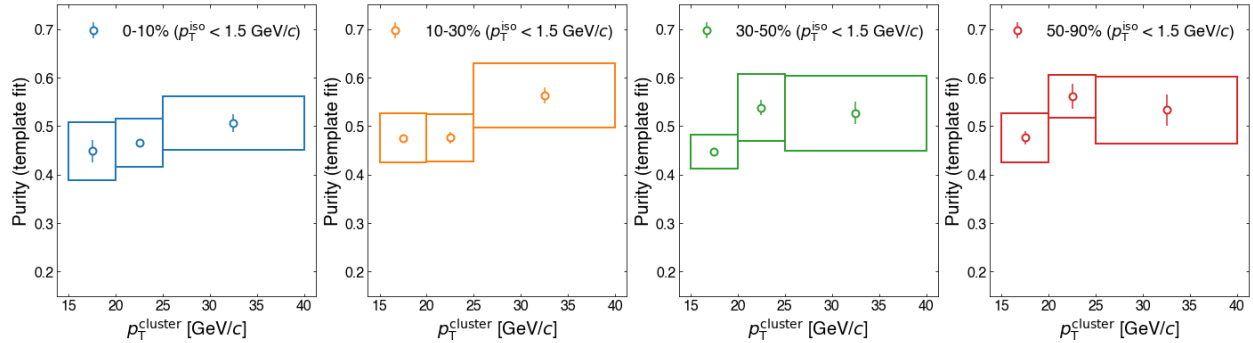 0-10% (p_T^iso < 1.5 GeV/c)
Purity (template fit)
0.7
0.6
0.5
0.4
0.3
0.2
15 20 25 30 35 40
p_T^cluster [GeV/c]
10-30% (p_T^iso < 1.5 GeV/c)
Purity (template fit)
0.7
0.6
0.5
0.4
0.3
0.2
15 20 25 30 35 40
p_T^cluster [GeV/c]
30-50% (p_T^iso < 1.5 GeV/c)
Purity (template fit)
0.7
0.6
0.5
0.4
0.3
0.2
15 20 25 30 35 40
p_T^cluster [GeV/c]
50-90% (p_T^iso < 1.5 GeV/c)
Purity (template fit)
0.7
0.6
0.5
0.4
0.3
0.2
15 20 25 30 35 40
p_T^cluster [GeV/c]